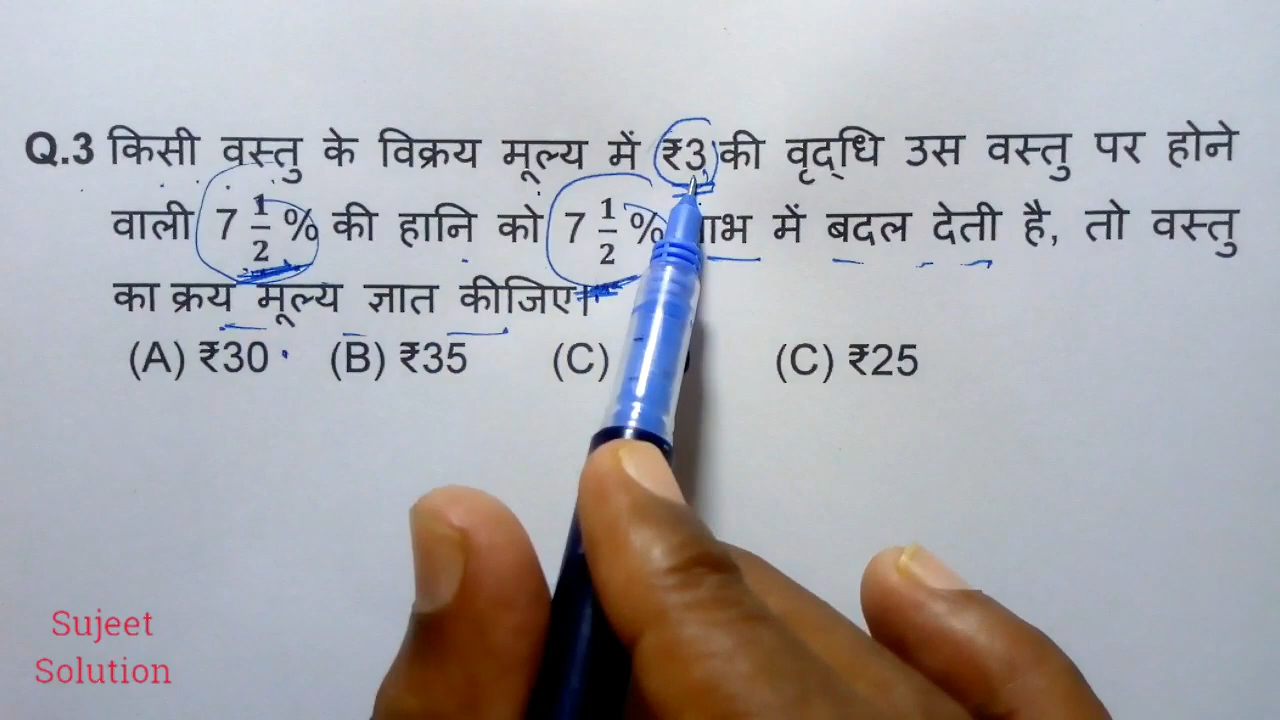 Q.3 किसी वस्तु के विक्रय मूल्य में ₹3 की वृद्धि उस वस्तु पर होने
वाली 7 1/2 % की हानि को 7 1/2 % में बदल देती है, तो वस्तु
का क्रय मूल्य ज्ञात कीजिए।
(A) ₹30 (B) ₹35 (C) (C) ₹25
Sujeet
Solution